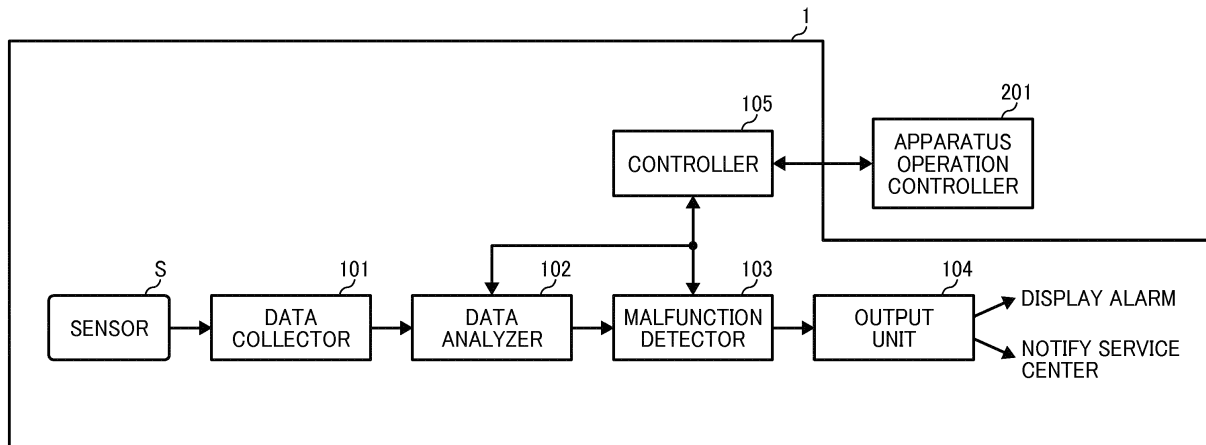 1
105
CONTROLLER
201
APPARATUS
OPERATION
CONTROLLER
S
SENSOR
101
DATA
COLLECTOR
102
DATA
ANALYZER
103
MALFUNCTION
DETECTOR
104
OUTPUT
UNIT
DISPLAY ALARM
NOTIFY SERVICE
CENTER